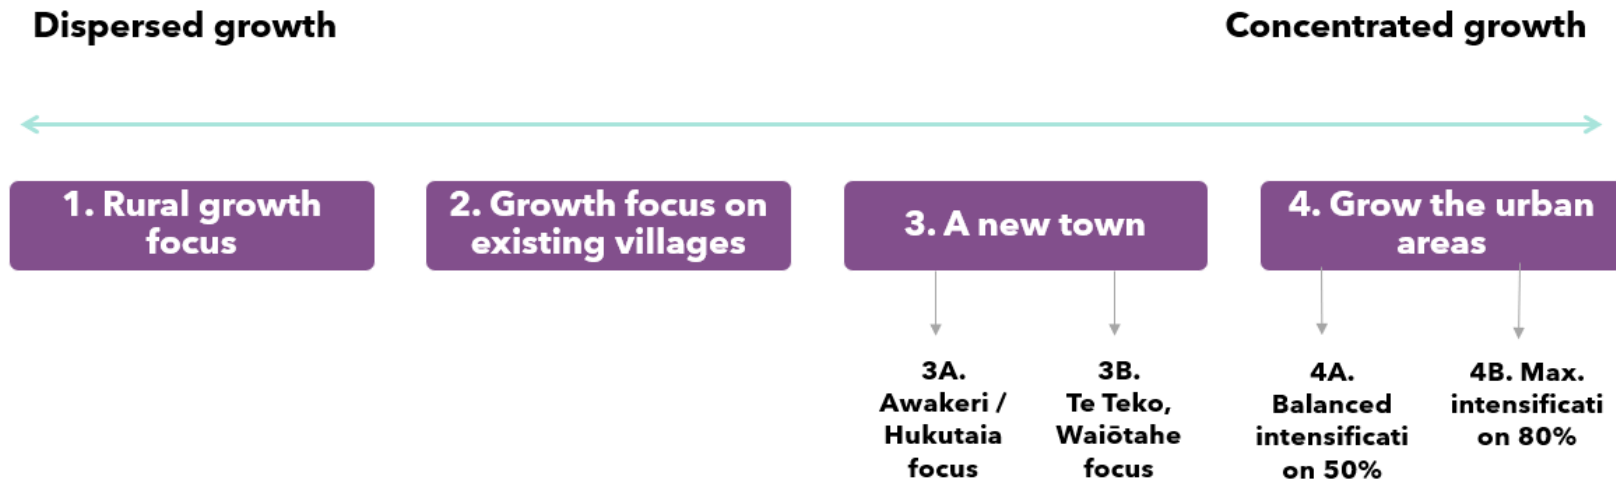 Dispersed growth
Concentrated growth
1. Rural growth
focus
2. Growth focus on
existing villages
3. A new town
4. Grow the urban
areas
3A.
Awakeri /
Hukutaia
focus
3B.
Te Teko,
Waiōtahe
focus
4A.
Balanced
intensificati
on 50%
4B. Max.
intensificati
on 80%